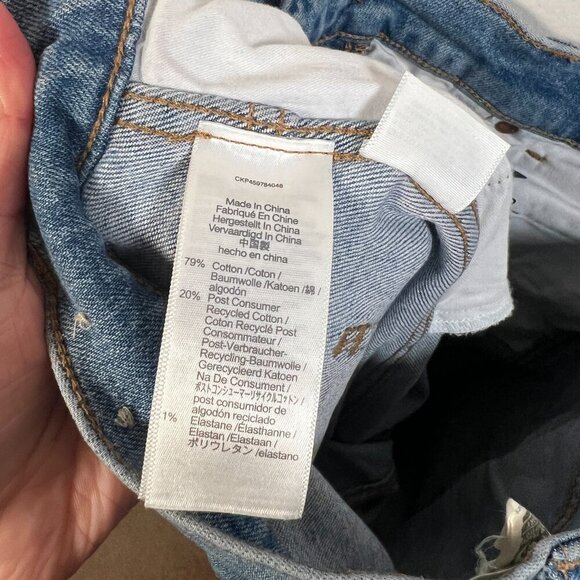 CKP459784048
Made In China
Fabriqué En Chine
Hergestellt In China
Vervaardigd In China
中国製
hecho en china
79% Cotton /Coton /
Baumwolle /Katoen /綿 /
algodón
20% Post Consumer
Recycled Cotton /
Coton Recyclé Post
Consommateur /
Post-Verbraucher-
Recycling-Baumwolle /
Gerecycleerd Katoen
Na De Consument /
ポストコンシューマーリサイクルコットン /
post consumidor de
algodón reciclado
1% Elastane /Élasthanne /
Elastan /Elastaan /
ポリウレタン /elastano